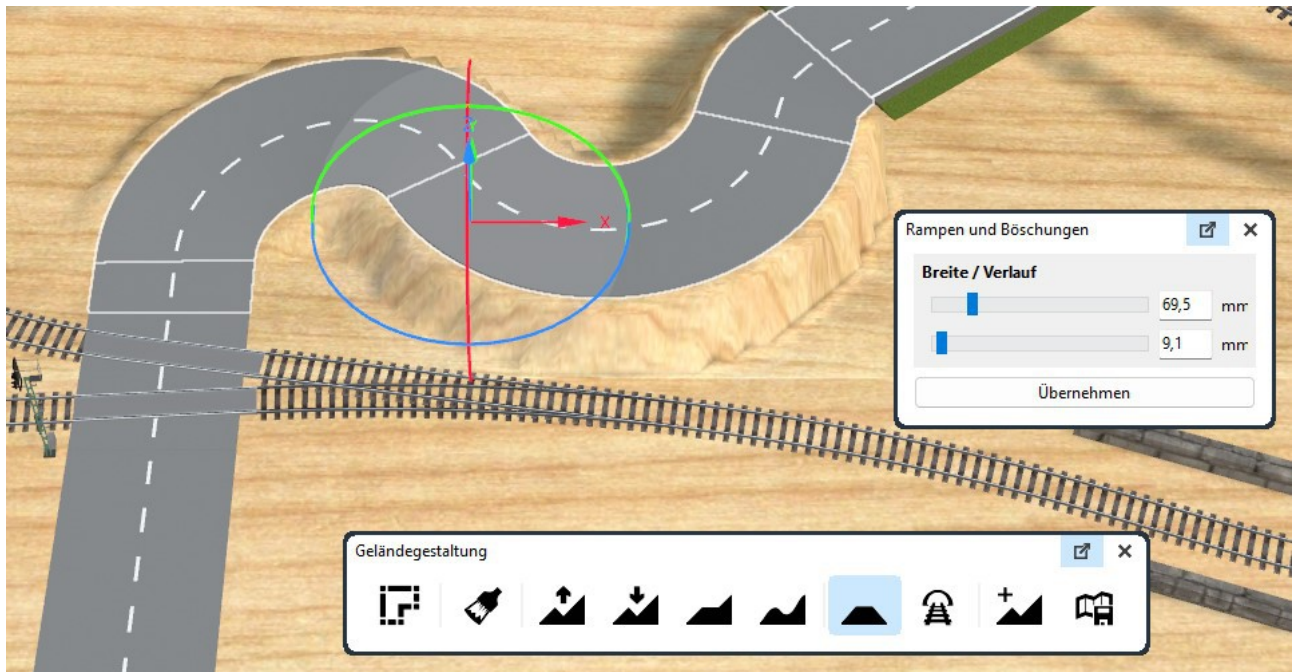 X
Rampen und Böschungen
Breite / Verlauf
69,5 mm
9,1 mm
Übernehmen
Geländegestaltung